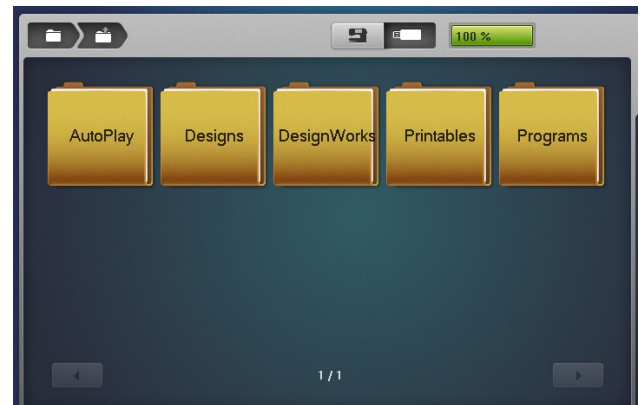 100 %
AutoPlay
Designs
DesignWorks
Printables
Programs
1/1